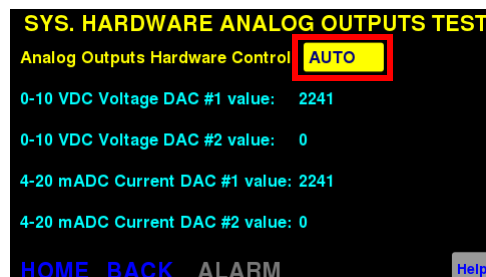 SYS. HARDWARE ANALOG OUTPUTS TEST
Analog Outputs Hardware Control AUTO
0-10 VDC Voltage DAC #1 value: 2241
0-10 VDC Voltage DAC #2 value: 0
4-20 mADC Current DAC #1 value: 2241
4-20 mADC Current DAC #2 value: 0
HOME BACK ALARM Help